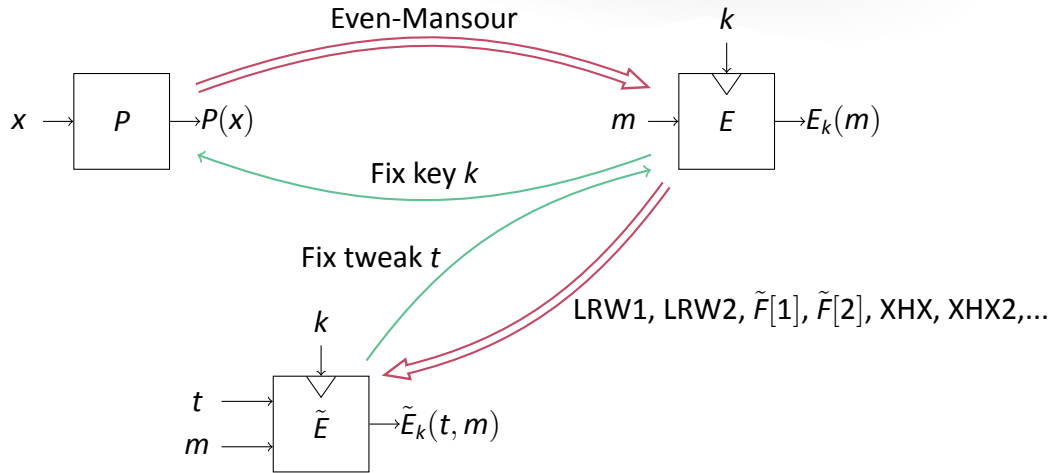 Even-Mansour
k
x P P(x) m E E_k(m)
Fix key k
Fix tweak t
LRW1, LRW2, F̃[1], F̃[2], XHX, XHX2,...
k
t
m Ẽ Ẽ_k(t, m)